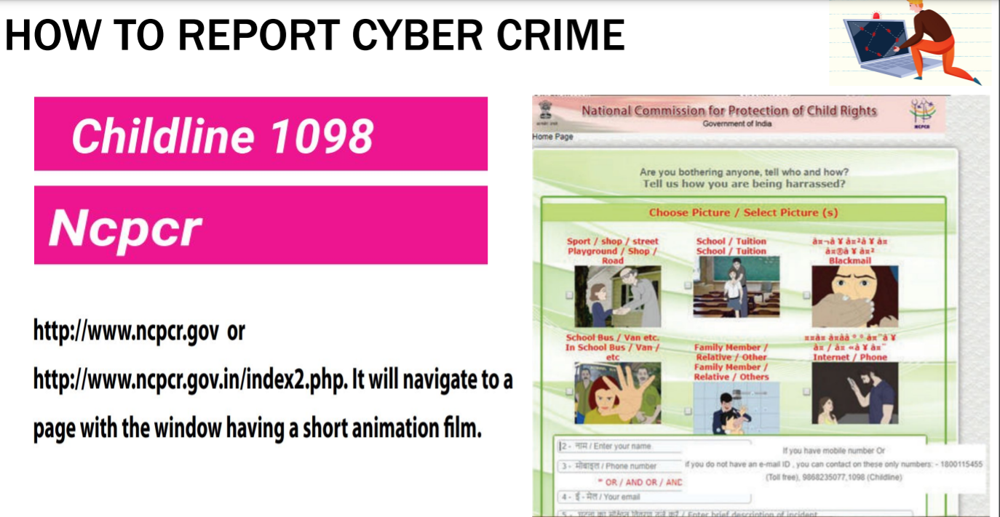 HOW TO REPORT CYBER CRIME
Childline 1098
Ncpcr
http://www.ncpcr.gov or
http://www.ncpcr.gov.in/index2.php. It will navigate to a
page with the window having a short animation film.
National Commission for Protection of Child Rights
Government of India
NCPCR
Home Page
Are you bothering anyone, tell who and how?
Tell us how you are being harrassed?
Choose Picture / Select Picture (s)
Sport / shop / street
Playground / Shop /
Road
School / Tuition
School / Tuition
Blackmail
School Bus / Van etc.
In School Bus / Van /
etc
Family Member /
Relative / Other
Family Member /
Relative / Others
Internet / Phone
2 - नाम / Enter your name
3 - मोबाइल / Phone number
* OR / AND OR / AND
4 - ई - मेल / Your email
5 - घटना का संक्षिप्त विवरण दर्ज करें / Enter brief description of incident
If you have mobile number Or
if you do not have an e-mail ID , you can contact on these only numbers: - 1800115455
(Toll free), 9868235077,1098 (Childline)